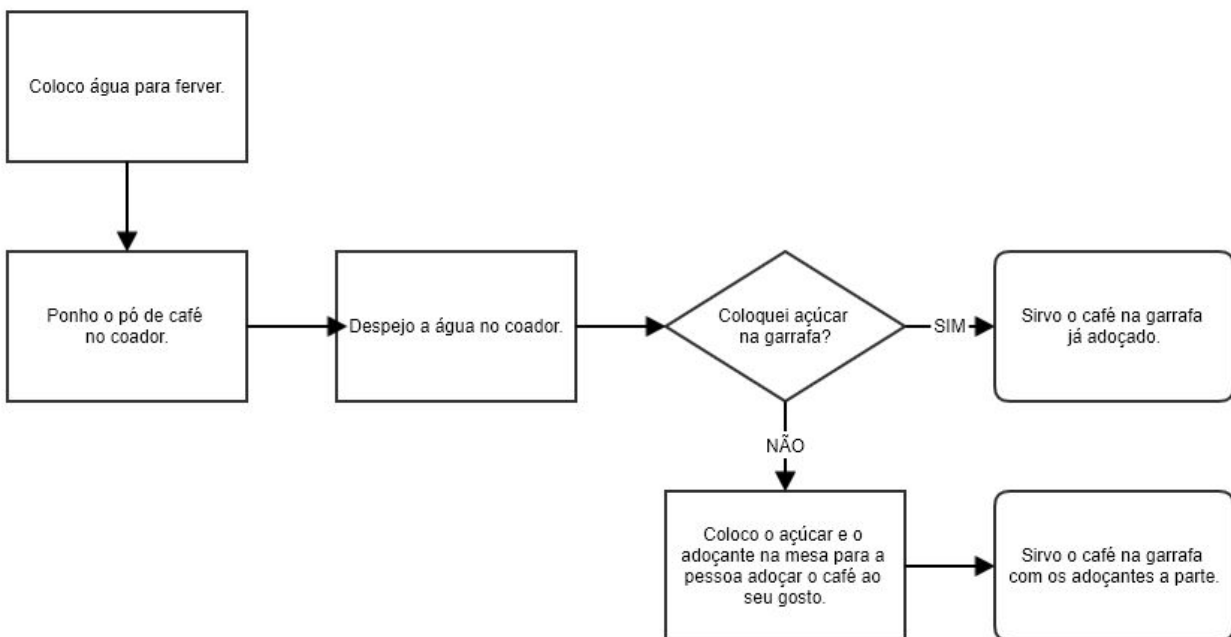 Coloco água para ferver.
Ponho o pó de café
no coador.
Despejo a água no coador.
Coloquei açúcar
na garrafa?
SIM
Sirvo o café na garrafa
já adoçado.
NÃO
Coloco o açúcar e o
adoçante na mesa para a
pessoa adoçar o café ao
seu gosto.
Sirvo o café na garrafa
com os adoçantes a parte.